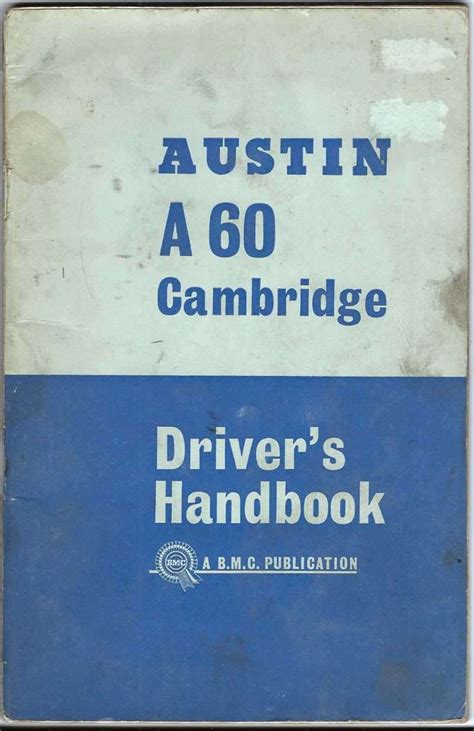 AUSTIN
A 60
Cambridge
Driver's
Handbook
BMC
A B.M.C. PUBLICATION